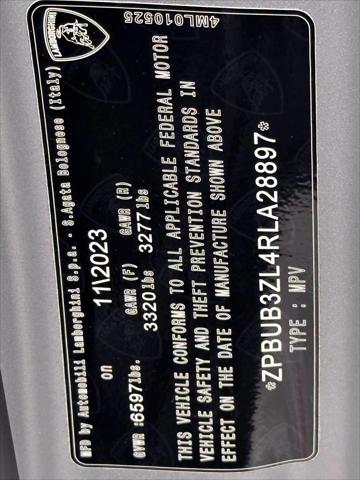 LAMBORGHINI
4ML010525
MFD by Automobili Lamborghini S.p.a. - S.Agata Bolognese (Italy)
on 11\2023
GAWR (F) GAWR (R)
GVWR :6597lbs. 3320lbs 3277lbs
THIS VEHICLE CONFORMS TO ALL APPLICABLE FEDERAL MOTOR
VEHICLE SAFETY AND THEFT PREVENTION STANDARDS IN
EFFECT ON THE DATE OF MANUFACTURE SHOWN ABOVE
*ZPBUB3ZL4RLA28897*
TYPE : MPV